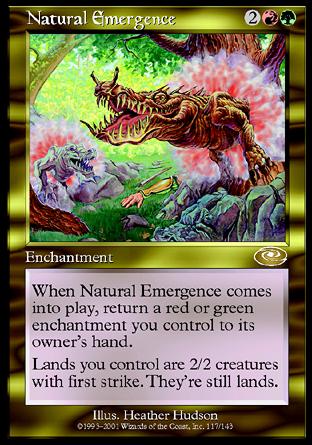 Natural Emergence 2
Enchantment
When Natural Emergence comes
into play, return a red or green
enchantment you control to its
owner's hand.
Lands you control are 2/2 creatures
with first strike. They're still lands.
Illus. Heather Hudson
©1993-2001 Wizards of the Coast, Inc. 117/143